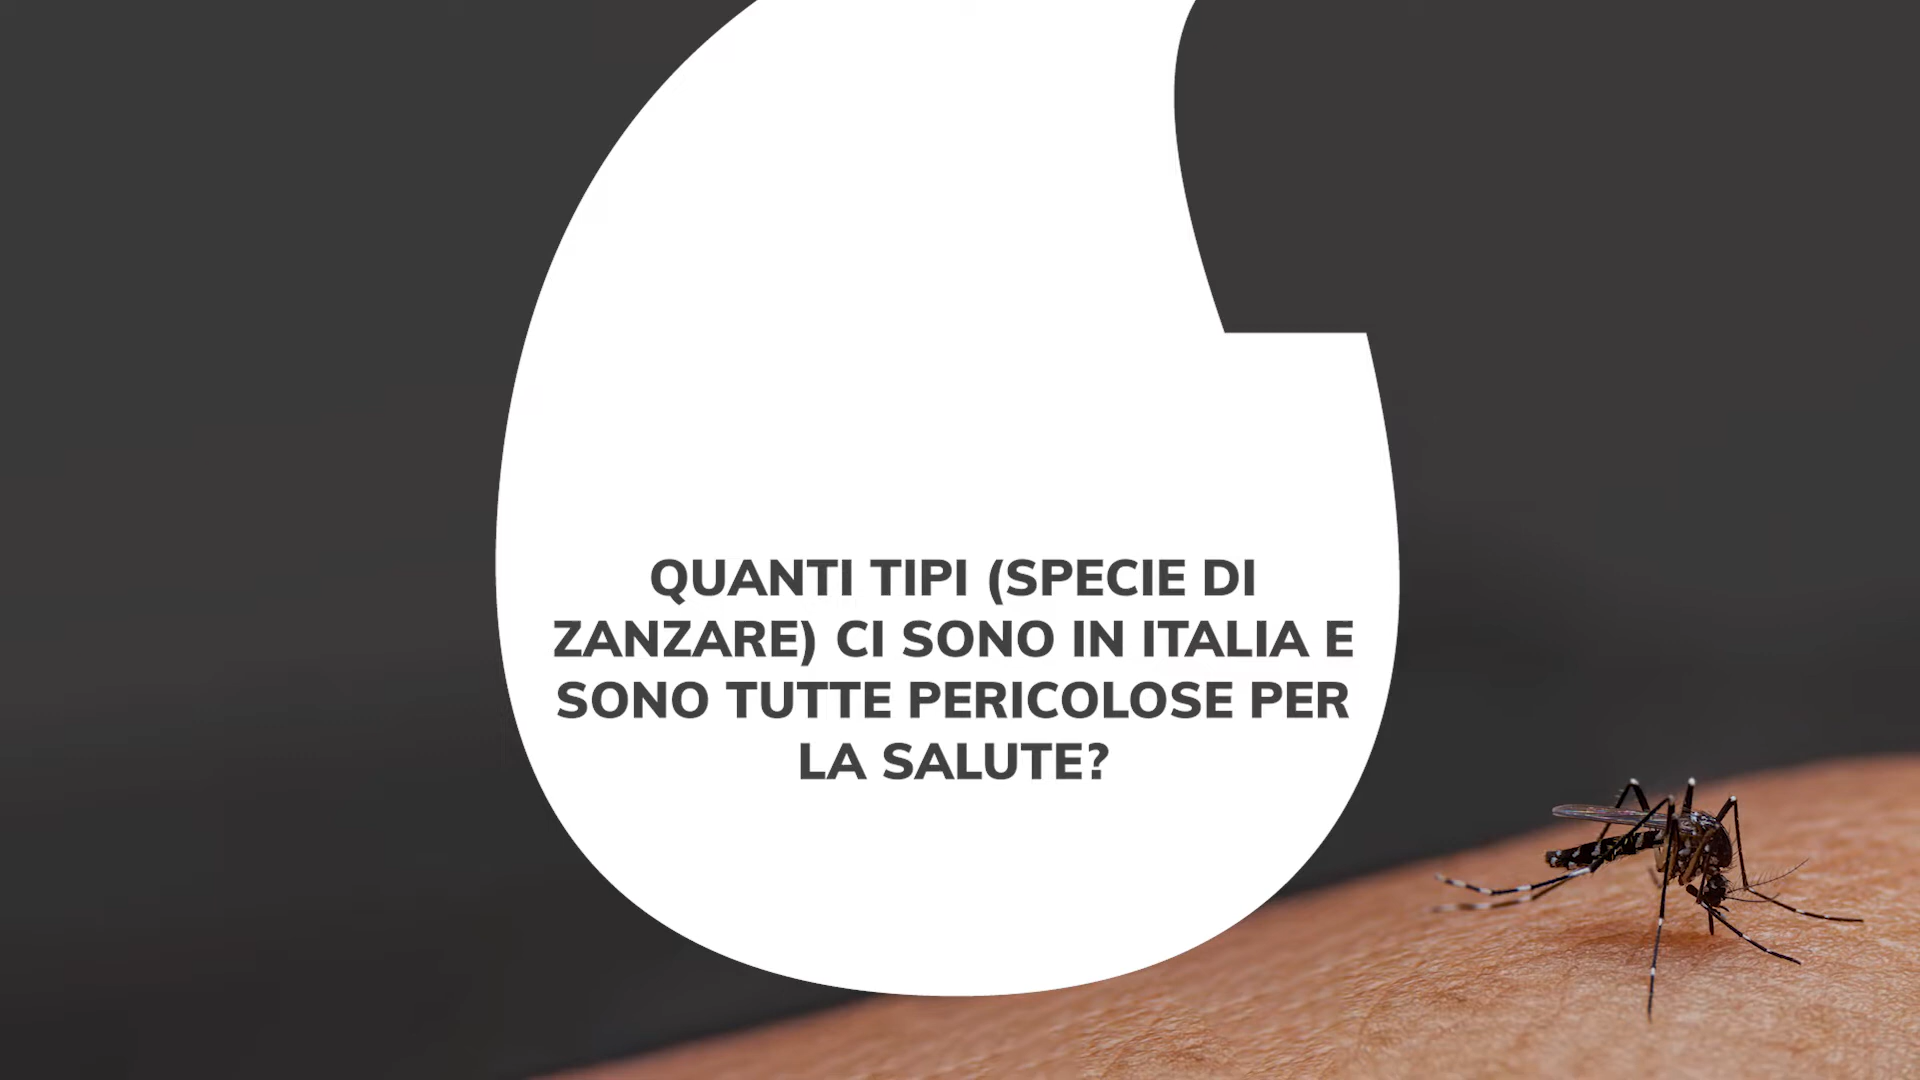 QUANTI TIPI (SPECIE DI
ZANZARE) CI SONO IN ITALIA E
SONO TUTTE PERICOLOSE PER
LA SALUTE?